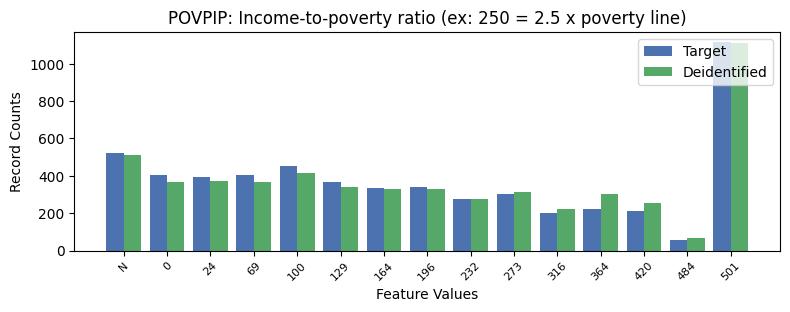 POVPIP: Income-to-poverty ratio (ex: 250 = 2.5 x poverty line)
Target
Deidentified
Record Counts
1000
800
600
400
200
0
N 0 24 69 100 129 164 196 232 273 316 364 420 484 501
Feature Values